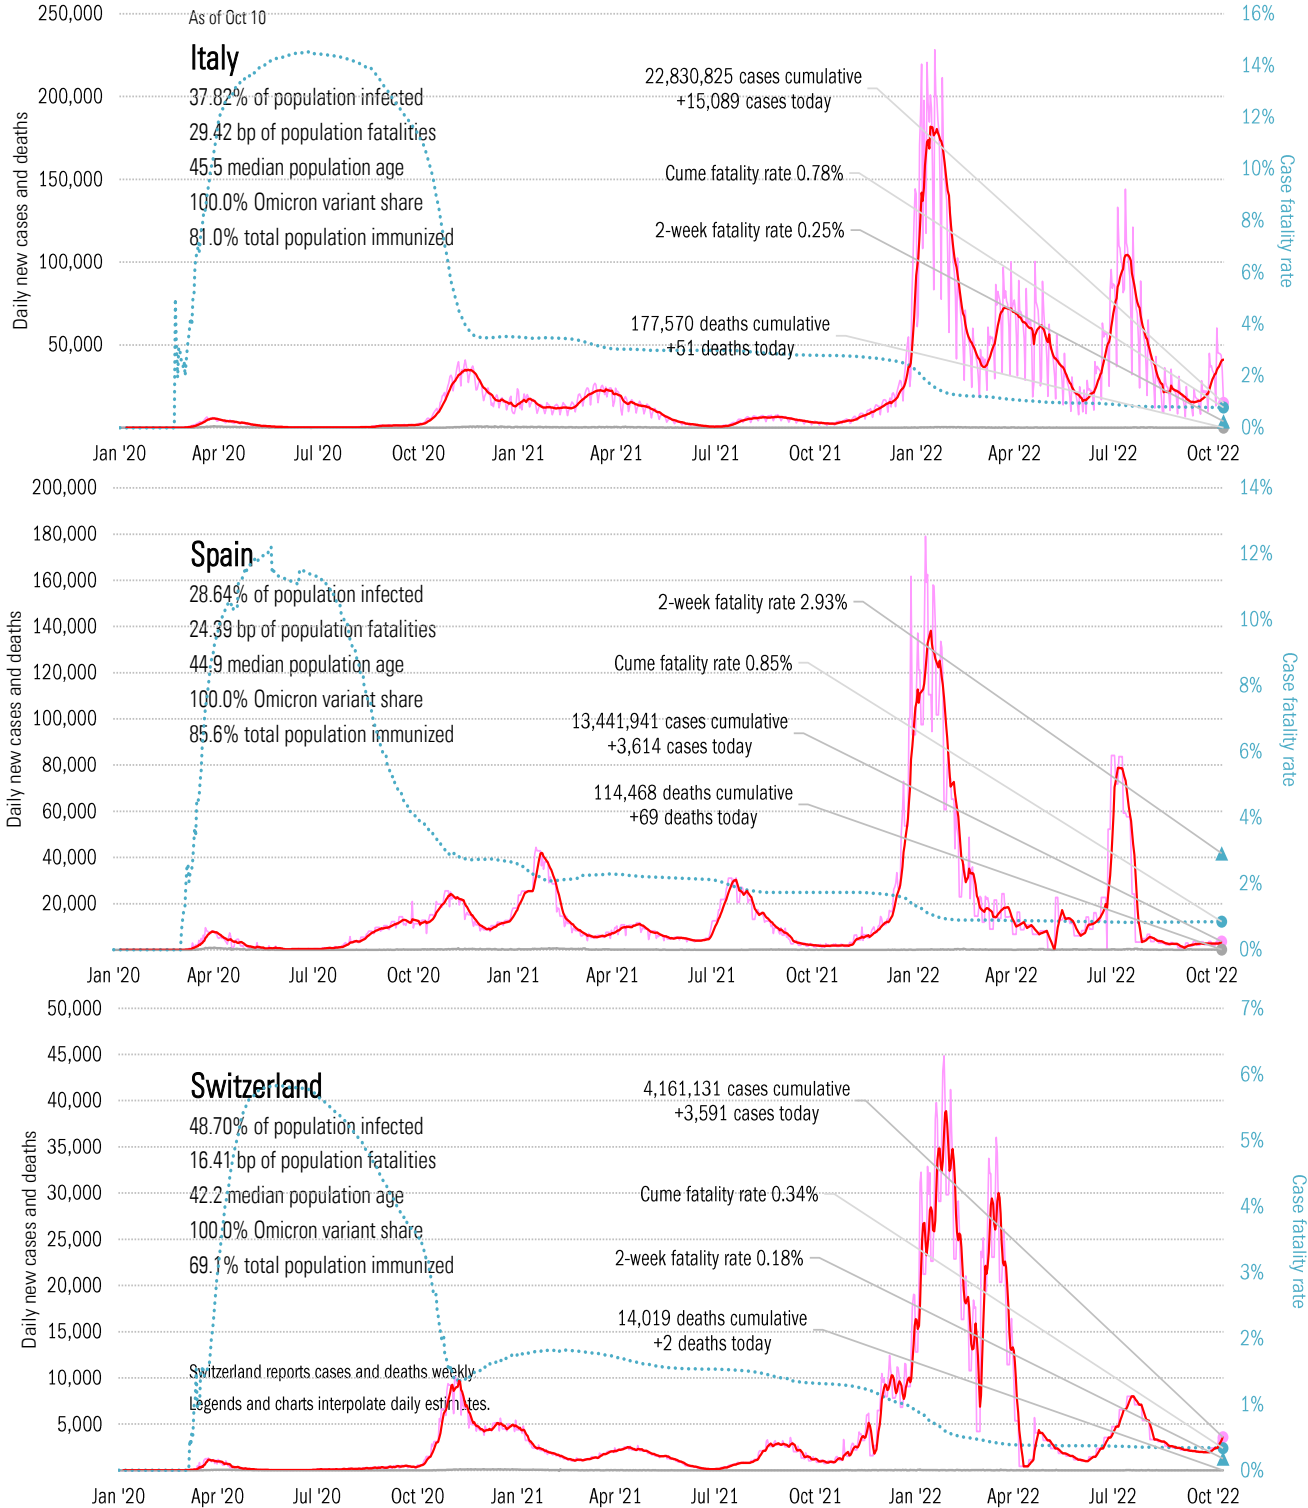 250,000
As of Oct 10
16%
Italy
14%
22,830,825 cases cumulative
+15,089 cases today
200,000
37.82% of population infected
12%
29.42 bp of population fatalities
45.5 median population age
Cume fatality rate 0.78%
10%
150,000
100.0% Omicron variant share
8%
2-week fatality rate 0.25%
81.0% total population immunized
100,000
6%
177,570 deaths cumulative
+51 deaths today
4%
50,000
2%
0%
Daily new cases and deaths
Case fatality rate
Jan '20 Apr '20 Jul '20 Oct '20 Jan '21 Apr '21 Jul '21 Oct '21 Jan '22 Apr '22 Jul '22 Oct '22
200,000
14%
180,000
Spain
12%
160,000
28.64% of population infected
2-week fatality rate 2.93%
140,000
24.39 bp of population fatalities
10%
44.9 median population age
Cume fatality rate 0.85%
120,000
100.0% Omicron variant share
8%
100,000
13,441,941 cases cumulative
+3,614 cases today
85.6% total population immunized
6%
80,000
114,468 deaths cumulative
+69 deaths today
60,000
4%
40,000
2%
20,000
0%
Daily new cases and deaths
Case fatality rate
Jan '20 Apr '20 Jul '20 Oct '20 Jan '21 Apr '21 Jul '21 Oct '21 Jan '22 Apr '22 Jul '22 Oct '22
50,000
7%
45,000
6%
Switzerland
4,161,131 cases cumulative
+3,591 cases today
40,000
48.70% of population infected
35,000
5%
16.41 bp of population fatalities
42.2 median population age
Cume fatality rate 0.34%
30,000
4%
100.0% Omicron variant share
25,000
2-week fatality rate 0.18%
69.1% total population immunized
3%
20,000
14,019 deaths cumulative
+2 deaths today
15,000
2%
Switzerland reports cases and deaths weekly
10,000
Legends and charts interpolate daily estimates.
1%
5,000
0%
Daily new cases and deaths
Case fatality rate
Jan '20 Apr '20 Jul '20 Oct '20 Jan '21 Apr '21 Jul '21 Oct '21 Jan '22 Apr '22 Jul '22 Oct '22